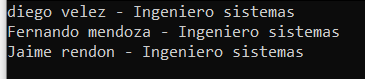 diego velez - Ingeniero sistemas
Fernando mendoza - Ingeniero sistemas
Jaime rendon - Ingeniero sistemas